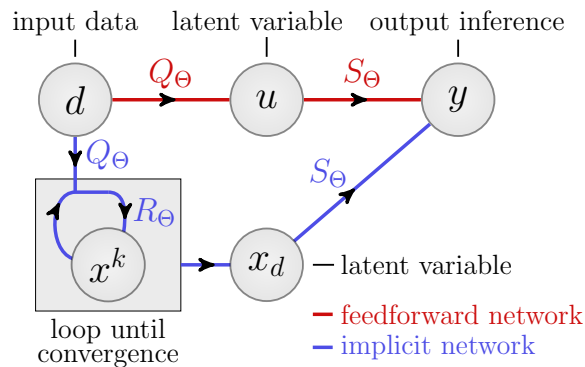 input data latent variable output inference
d Q_Θ u S_Θ y
Q_Θ
S_Θ
R_Θ
x^k x_d latent variable
loop until
convergence
feedforward network
implicit network